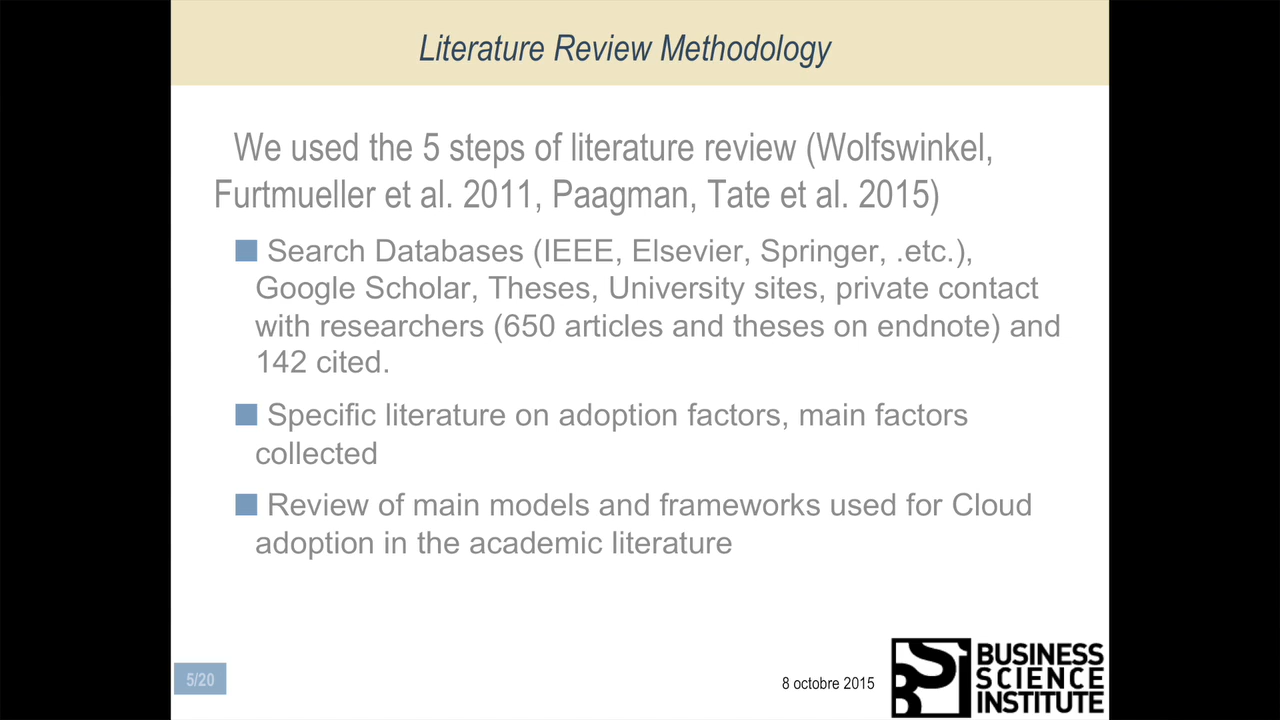 Literature Review Methodology
We used the 5 steps of literature review (Wolfswinkel,
Furtmueller et al. 2011, Paagman, Tate et al. 2015)
Search Databases (IEEE, Elsevier, Springer, .etc.),
Google Scholar, Theses, University sites, private contact
with researchers (650 articles and theses on endnote) and
142 cited.
Specific literature on adoption factors, main factors
collected
Review of main models and frameworks used for Cloud
adoption in the academic literature
5/20
8 octobre 2015
BSi
BUSINESS
SCIENCE
INSTITUTE